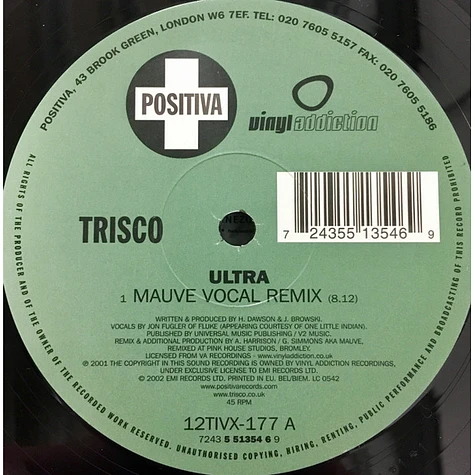 POSITIVA, 43 BROOK GREEN, LONDON W6 7EF. TEL: 020 7605 5157 FAX: 020 7605 5186
POSITIVA
vinyladdiction
TRISCO
7 24355 13546 9
ULTRA
1 MAUVE VOCAL REMIX (8.12)
WRITTEN & PRODUCED BY H. DAWSON & J. BROWSKI.
VOCALS BY JON FUGLER OF FLUKE (APPEARING COURTESY OF ONE LITTLE INDIAN).
PUBLISHED BY UNIVERSAL MUSIC PUBLISHING / V2 MUSIC.
REMIX & ADDITIONAL PRODUCTION BY A. HARRISON / G. SIMMONS AKA MAUVE,
REMIXED AT PINK HOUSE STUDIOS, BROMLEY.
LICENSED FROM VA RECORDINGS - www.vinyladdiction.co.uk
℗ 2001 THE COPYRIGHT IN THIS SOUND RECORDING IS OWNED BY VINYL ADDICTION RECORDINGS,
UNDER EXCLUSIVE LICENSE TO EMI RECORDS LTD.
© 2002 EMI RECORDS LTD. PRINTED IN EU. BEL/BIEM. LC 0542
www.positivarecords.com
www.trisco.co.uk
45 RPM
12TIVX-177 A
7243 5 51354 6 9
ALL RIGHTS OF THE PRODUCER AND OF THE OWNER OF THE RECORDED WORK RESERVED. UNAUTHORISED COPYING, HIRING, RENTING, PUBLIC PERFORMANCE AND BROADCASTING OF THIS RECORD PROHIBITED